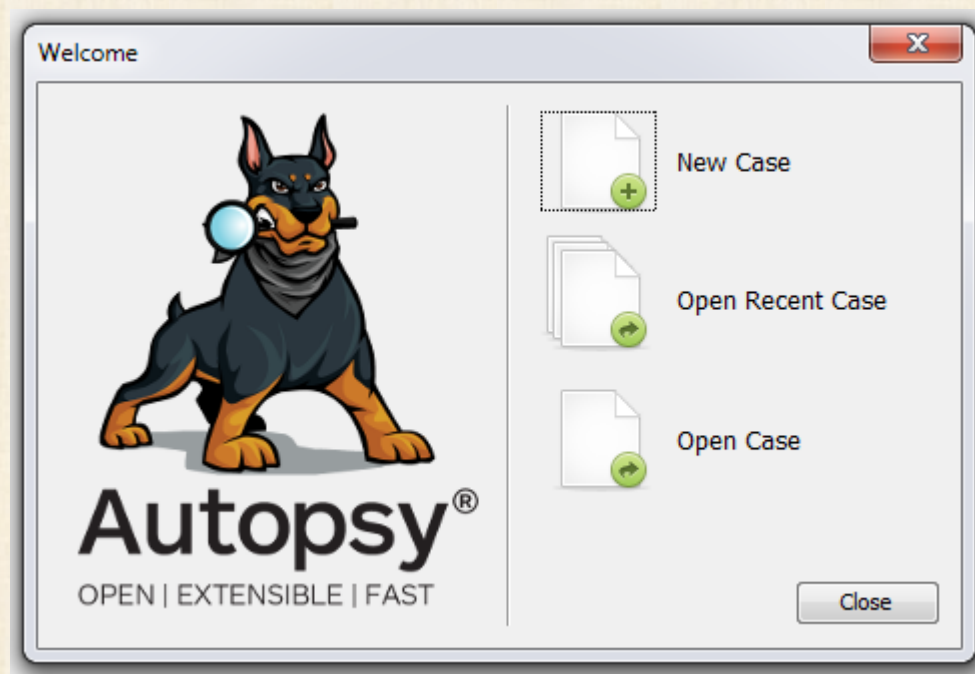 Welcome
New Case
Open Recent Case
Open Case
Autopsy®
OPEN | EXTENSIBLE | FAST
Close